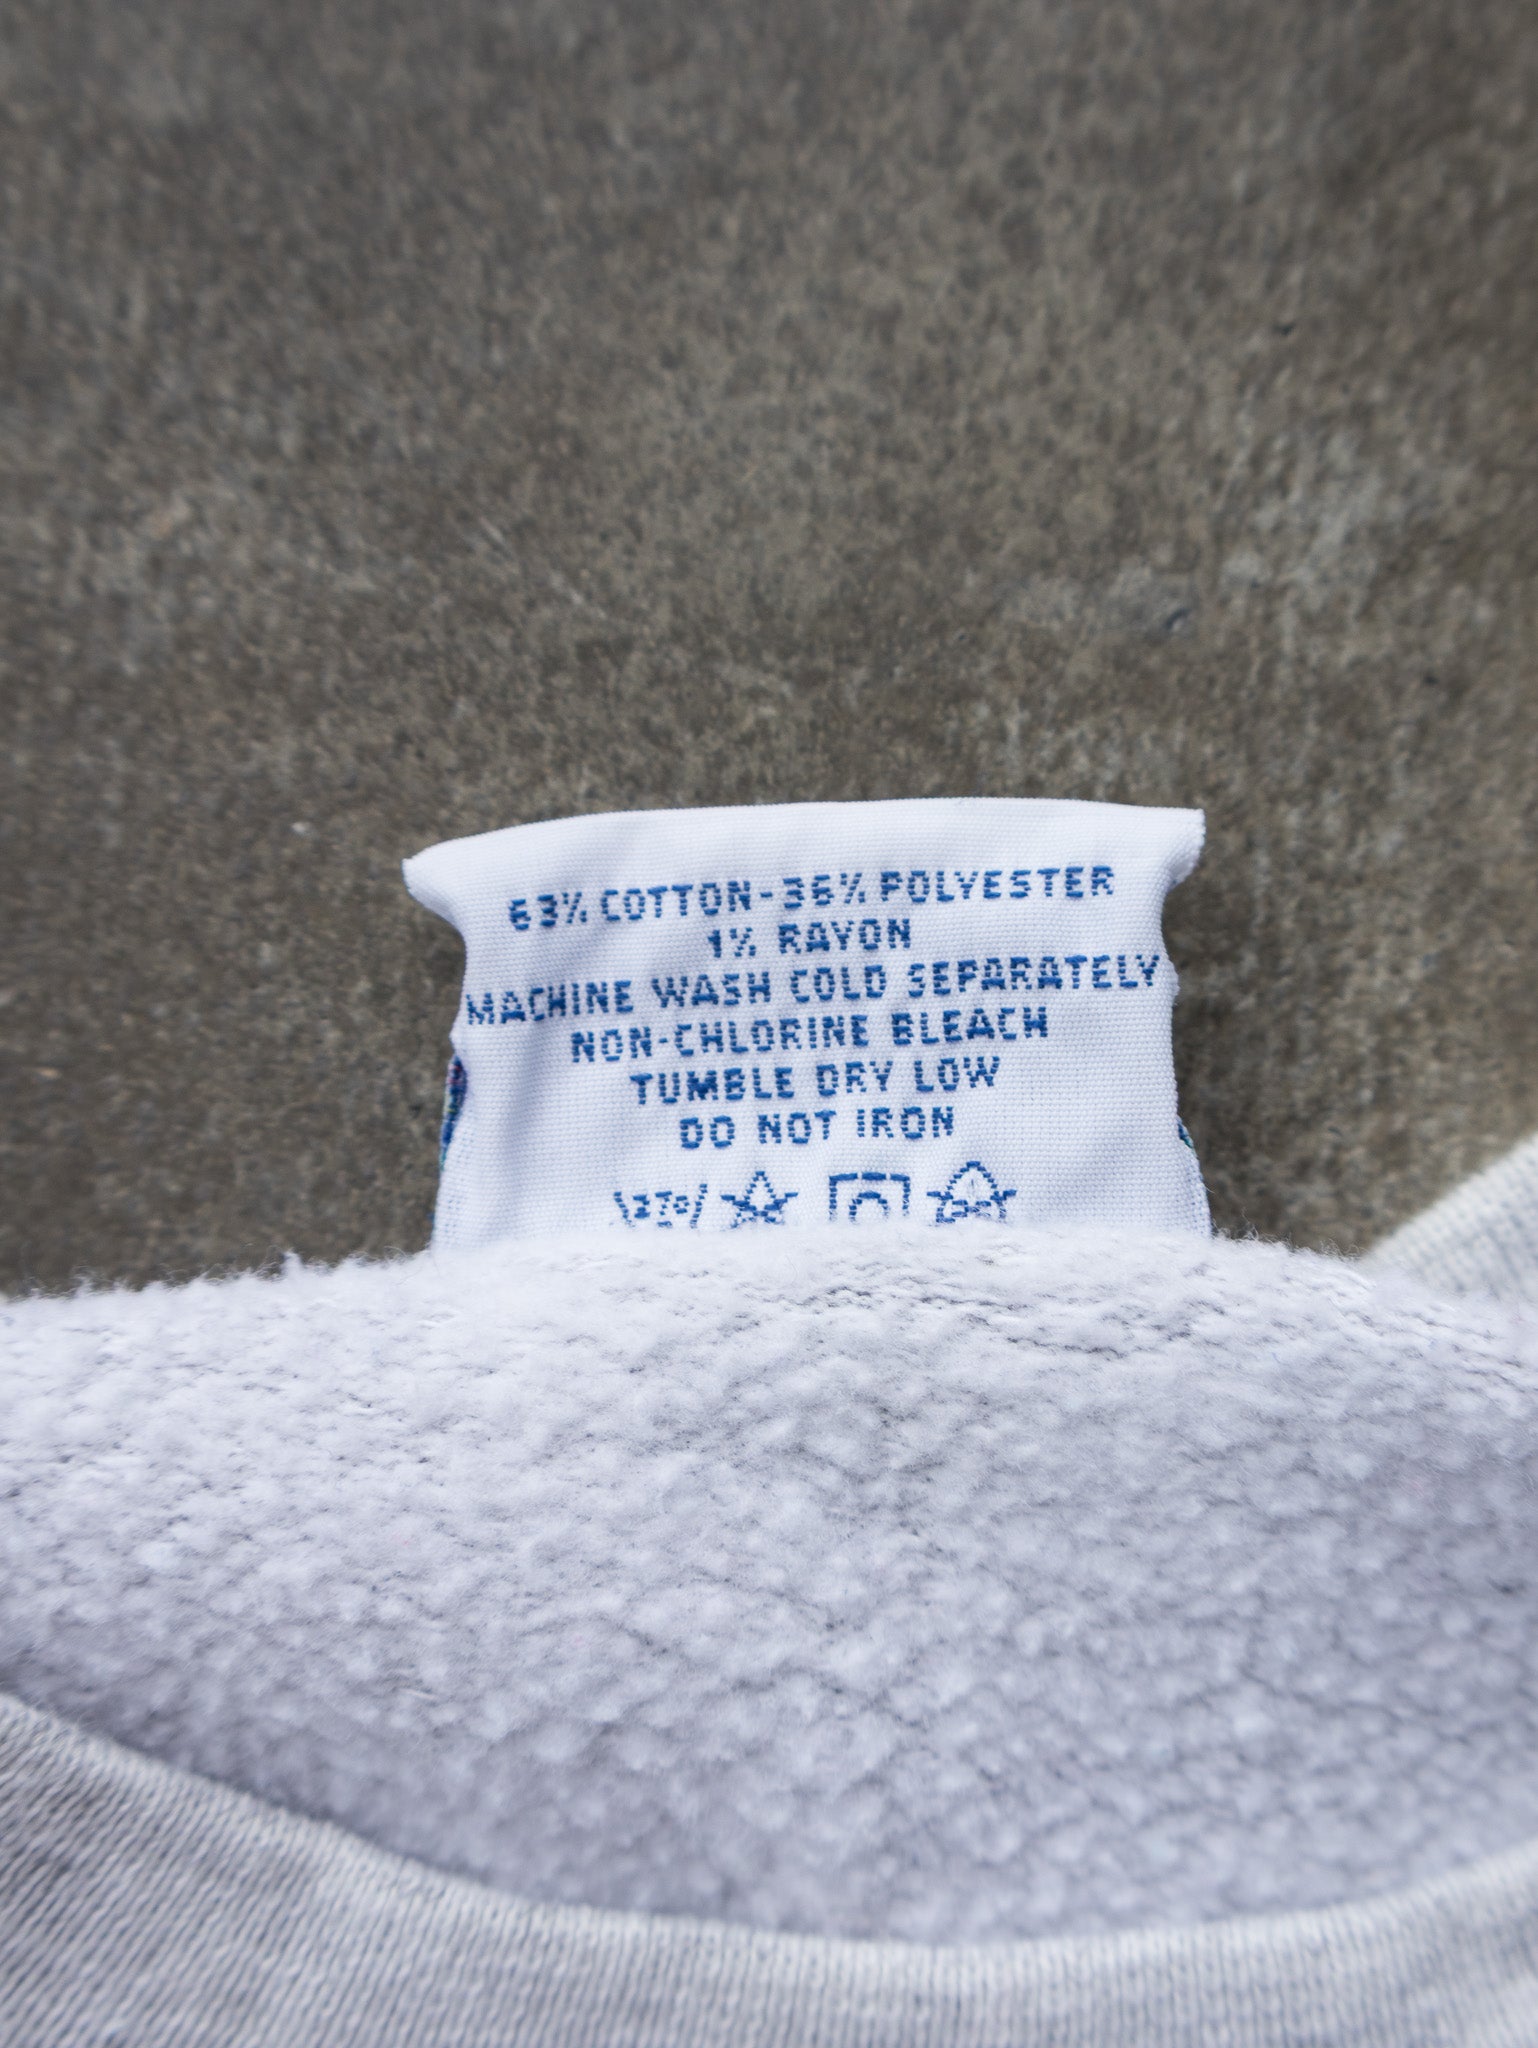 63% COTTON-36% POLYESTER
1% RAYON
MACHINE WASH COLD SEPARATELY
NON-CHLORINE BLEACH
TUMBLE DRY LOW
DO NOT IRON